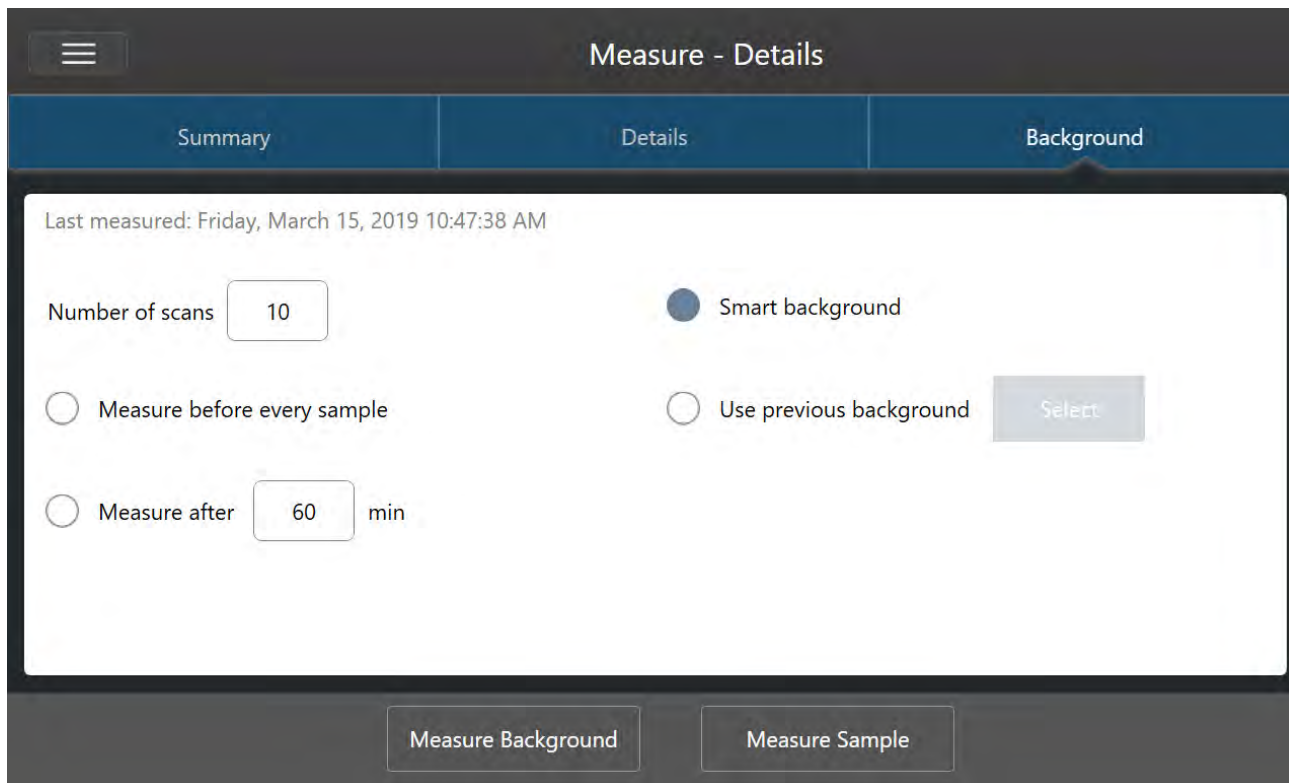 Measure - Details
Summary
Details
Background
Last measured: Friday, March 15, 2019 10:47:38 AM
Number of scans 10
Smart background
Measure before every sample
Use previous background
Select
Measure after 60 min
Measure Background
Measure Sample